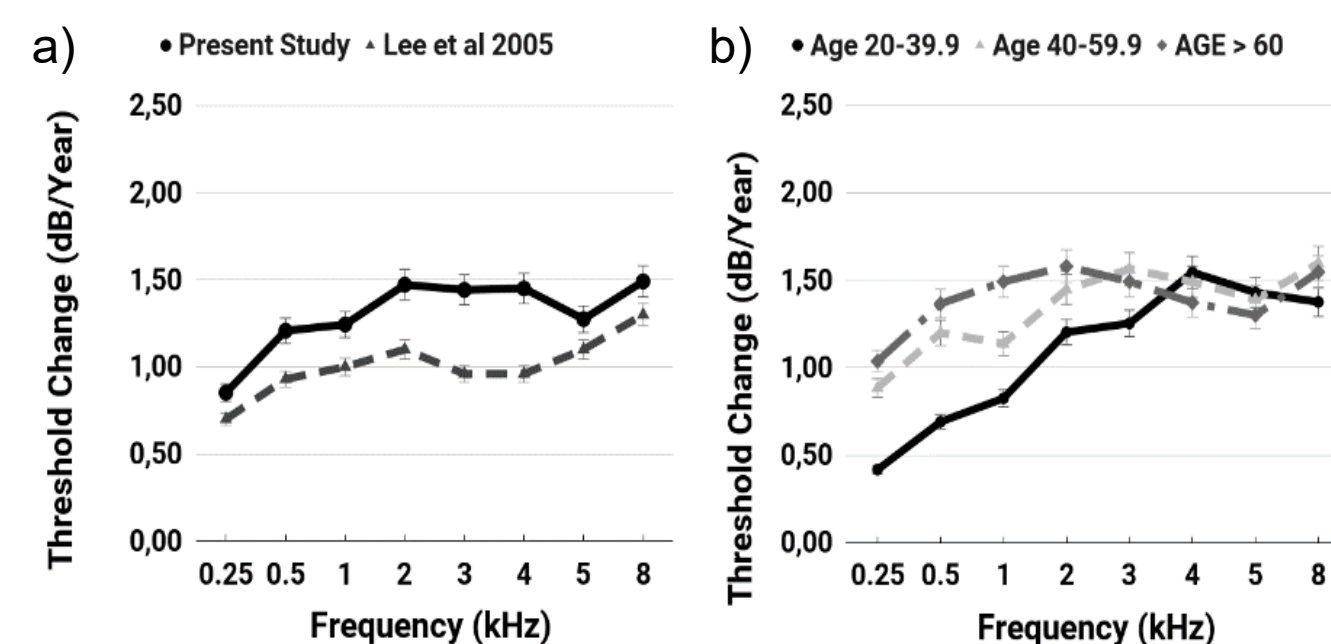 a)
● Present Study ▲ Lee et al 2005
Threshold Change (dB/Year)
2,50
2,00
1,50
1,00
0,50
0,00
0.25 0.5 1 2 3 4 5 8
Frequency (kHz)
b)
● Age 20-39.9 ▲ Age 40-59.9 ◆ AGE > 60
Threshold Change (dB/Year)
2,50
2,00
1,50
1,00
0,50
0,00
0.25 0.5 1 2 3 4 5 8
Frequency (kHz)